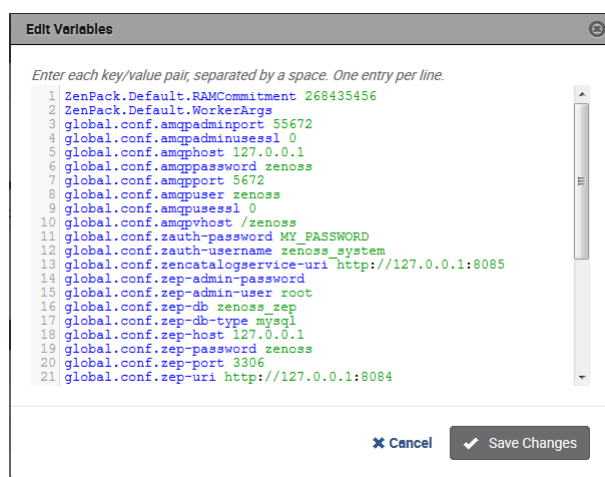 Edit Variables
Enter each key/value pair, separated by a space. One entry per line.
1 ZenPack.Default.RAMCommitment 268435456
2 ZenPack.Default.WorkerArgs
3 global.conf.amqpadminport 55672
4 global.conf.amqpadminusessl 0
5 global.conf.amqphost 127.0.0.1
6 global.conf.amqppassword zenoss
7 global.conf.amqpport 5672
8 global.conf.amqpuser zenoss
9 global.conf.amqpusessl 0
10 global.conf.amqpvhost /zenoss
11 global.conf.zauth-password MY_PASSWORD
12 global.conf.zauth-username zenoss_system
13 global.conf.zencatalogservice-uri http://127.0.0.1:8085
14 global.conf.zep-admin-password
15 global.conf.zep-admin-user root
16 global.conf.zep-db zenoss_zep
17 global.conf.zep-db-type mysql
18 global.conf.zep-host 127.0.0.1
19 global.conf.zep-password zenoss
20 global.conf.zep-port 3306
21 global.conf.zep-uri http://127.0.0.1:8084
Cancel
Save Changes